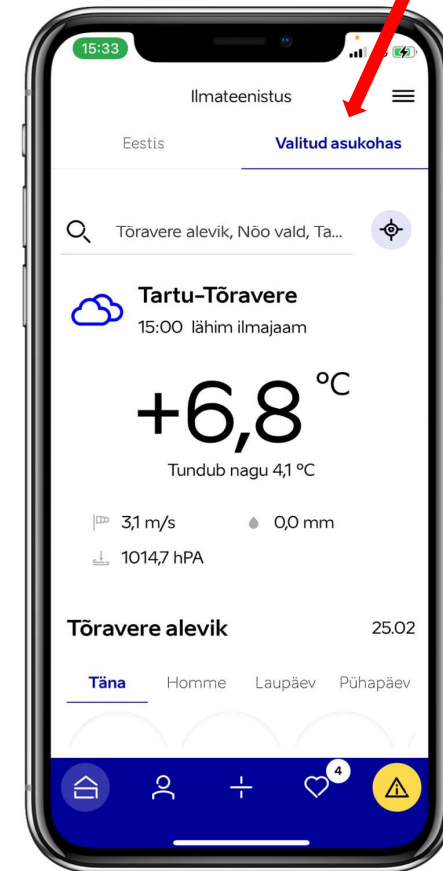 15:33
Ilmateenistus
Eestis Valitud asukohas
Tõravere alevik, Nõo vald, Ta...
Tartu-Tõravere
15:00 lähim ilmajaam
+6,8 °C
Tundub nagu 4,1 °C
3,1 m/s 0,0 mm
1014,7 hPA
Tõravere alevik 25.02
Täna Homme Laupäev Pühapäev
4